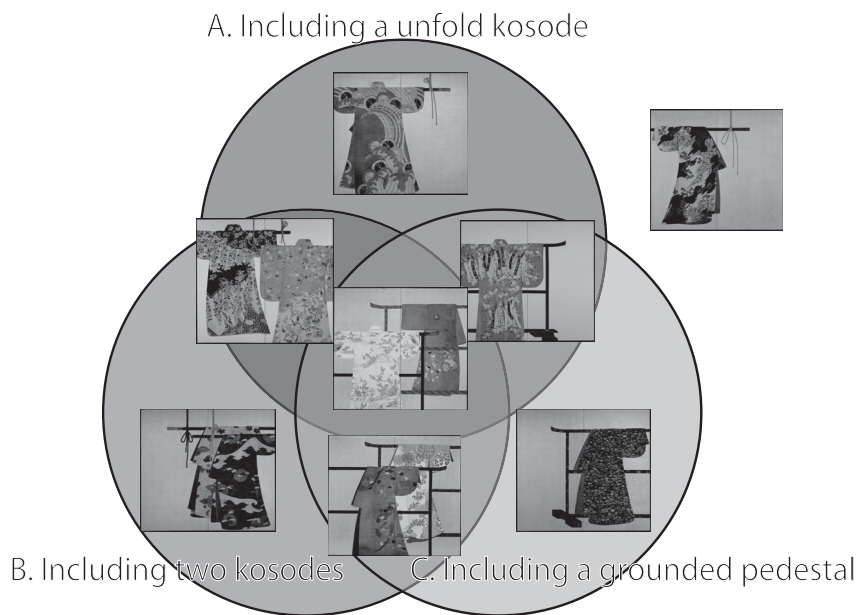 A. Including a unfold kosode
B. Including two kosodes
C. Including a grounded pedestal